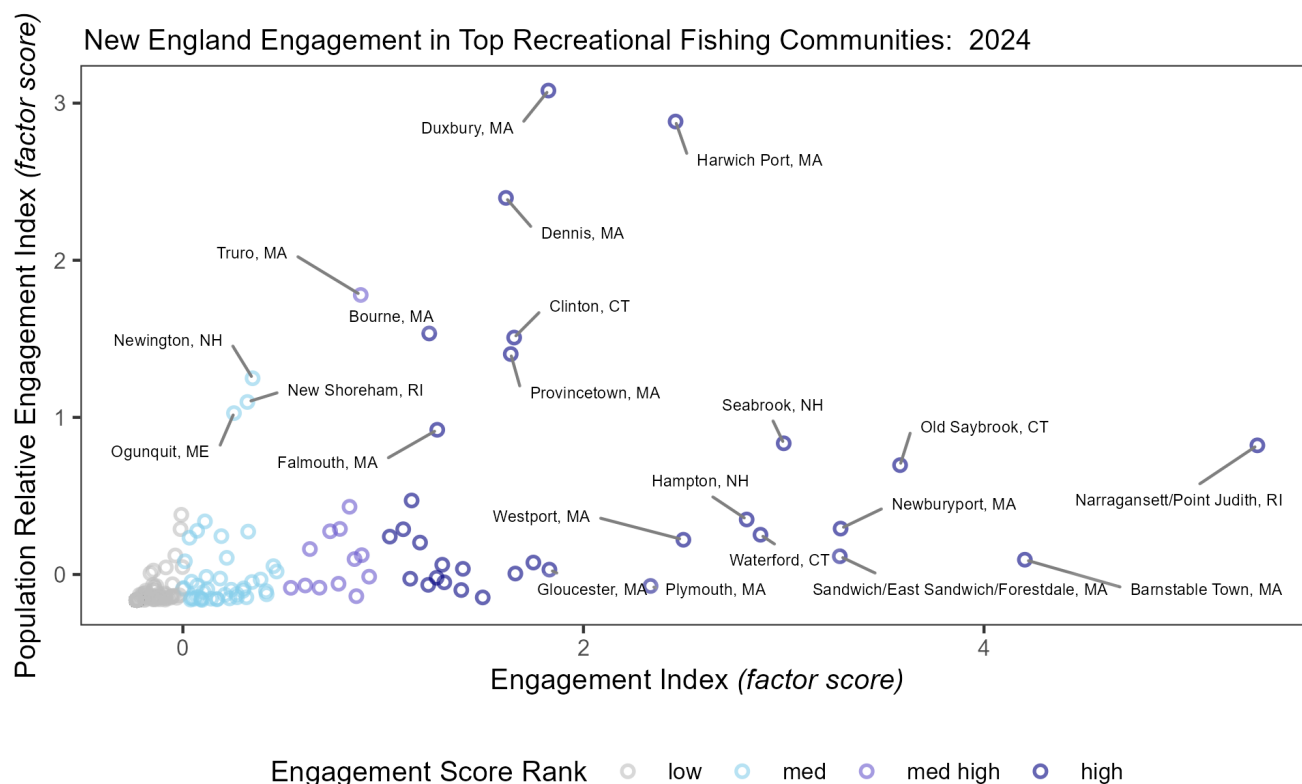 New England Engagement in Top Recreational Fishing Communities:  2024
Population Relative Engagement Index (factor score)
3
2
1
0
Duxbury, MA
Harwich Port, MA
Dennis, MA
Truro, MA
Bourne, MA
Clinton, CT
Newington, NH
New Shoreham, RI
Provincetown, MA
Seabrook, NH
Old Saybrook, CT
Ogunquit, ME
Falmouth, MA
Hampton, NH
Narragansett/Point Judith, RI
Newburyport, MA
Westport, MA
Waterford, CT
Gloucester, MA
Plymouth, MA
Sandwich/East Sandwich/Forestdale, MA
Barnstable Town, MA
0
2
4
Engagement Index (factor score)
Engagement Score Rank low med med high high